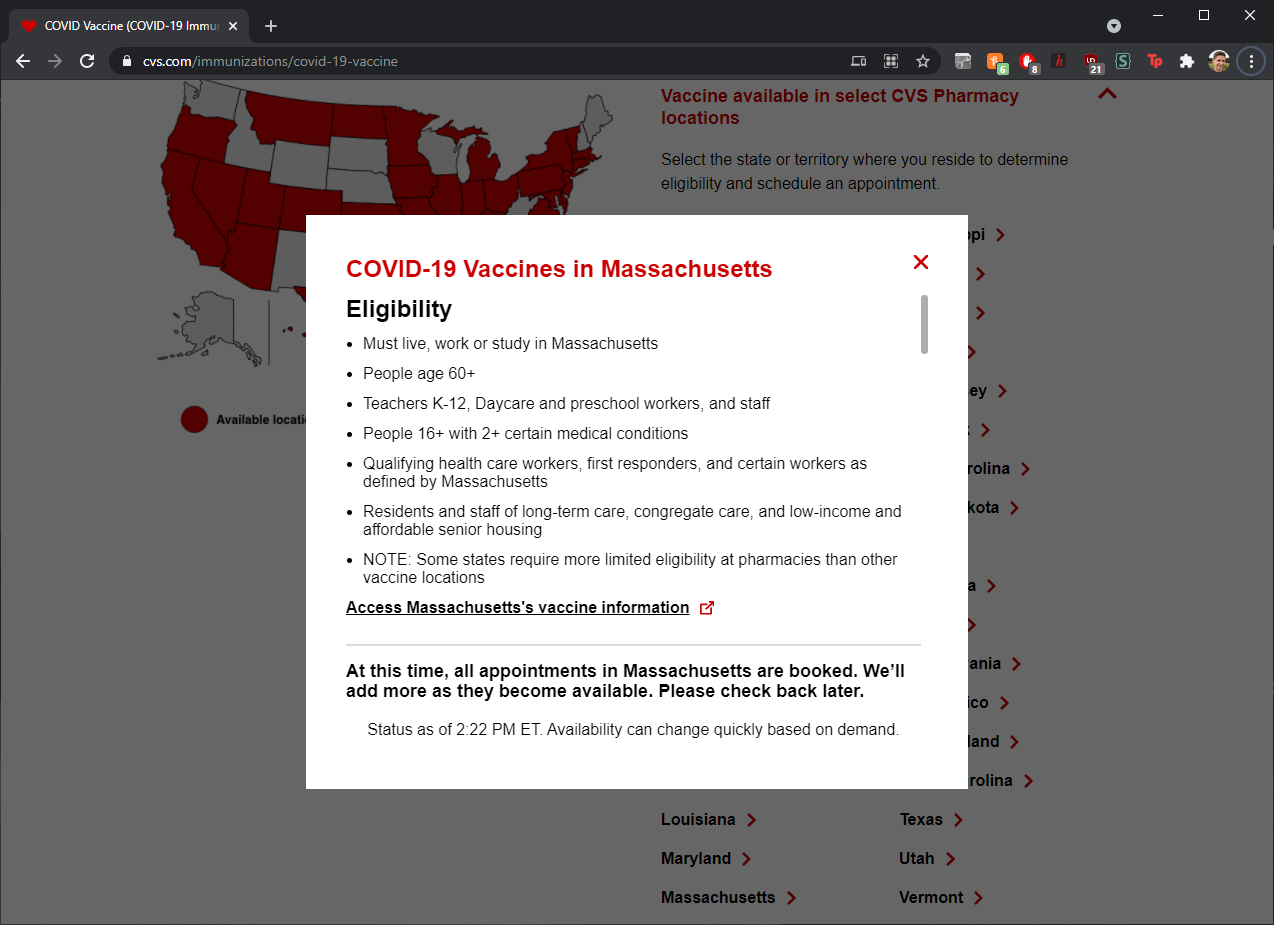 COVID Vaccine (COVID-19 Immu
cvs.com/immunizations/covid-19-vaccine
6
8
h
UD
21
S
Tp
Vaccine available in select CVS Pharmacy
locations
Select the state or territory where you reside to determine
eligibility and schedule an appointment.
ppi
COVID-19 Vaccines in Massachusetts
Eligibility
• Must live, work or study in Massachusetts
• People age 60+
• Teachers K-12, Daycare and preschool workers, and staff
• People 16+ with 2+ certain medical conditions
• Qualifying health care workers, first responders, and certain workers as
defined by Massachusetts
• Residents and staff of long-term care, congregate care, and low-income and
affordable senior housing
• NOTE: Some states require more limited eligibility at pharmacies than other
vaccine locations
Access Massachusetts's vaccine information
At this time, all appointments in Massachusetts are booked. We’ll
add more as they become available. Please check back later.
Status as of 2:22 PM ET. Availability can change quickly based on demand.
Available locati
ey
k
rolina
kota
a
ania
ico
land
rolina
Louisiana
Texas
Maryland
Utah
Massachusetts
Vermont